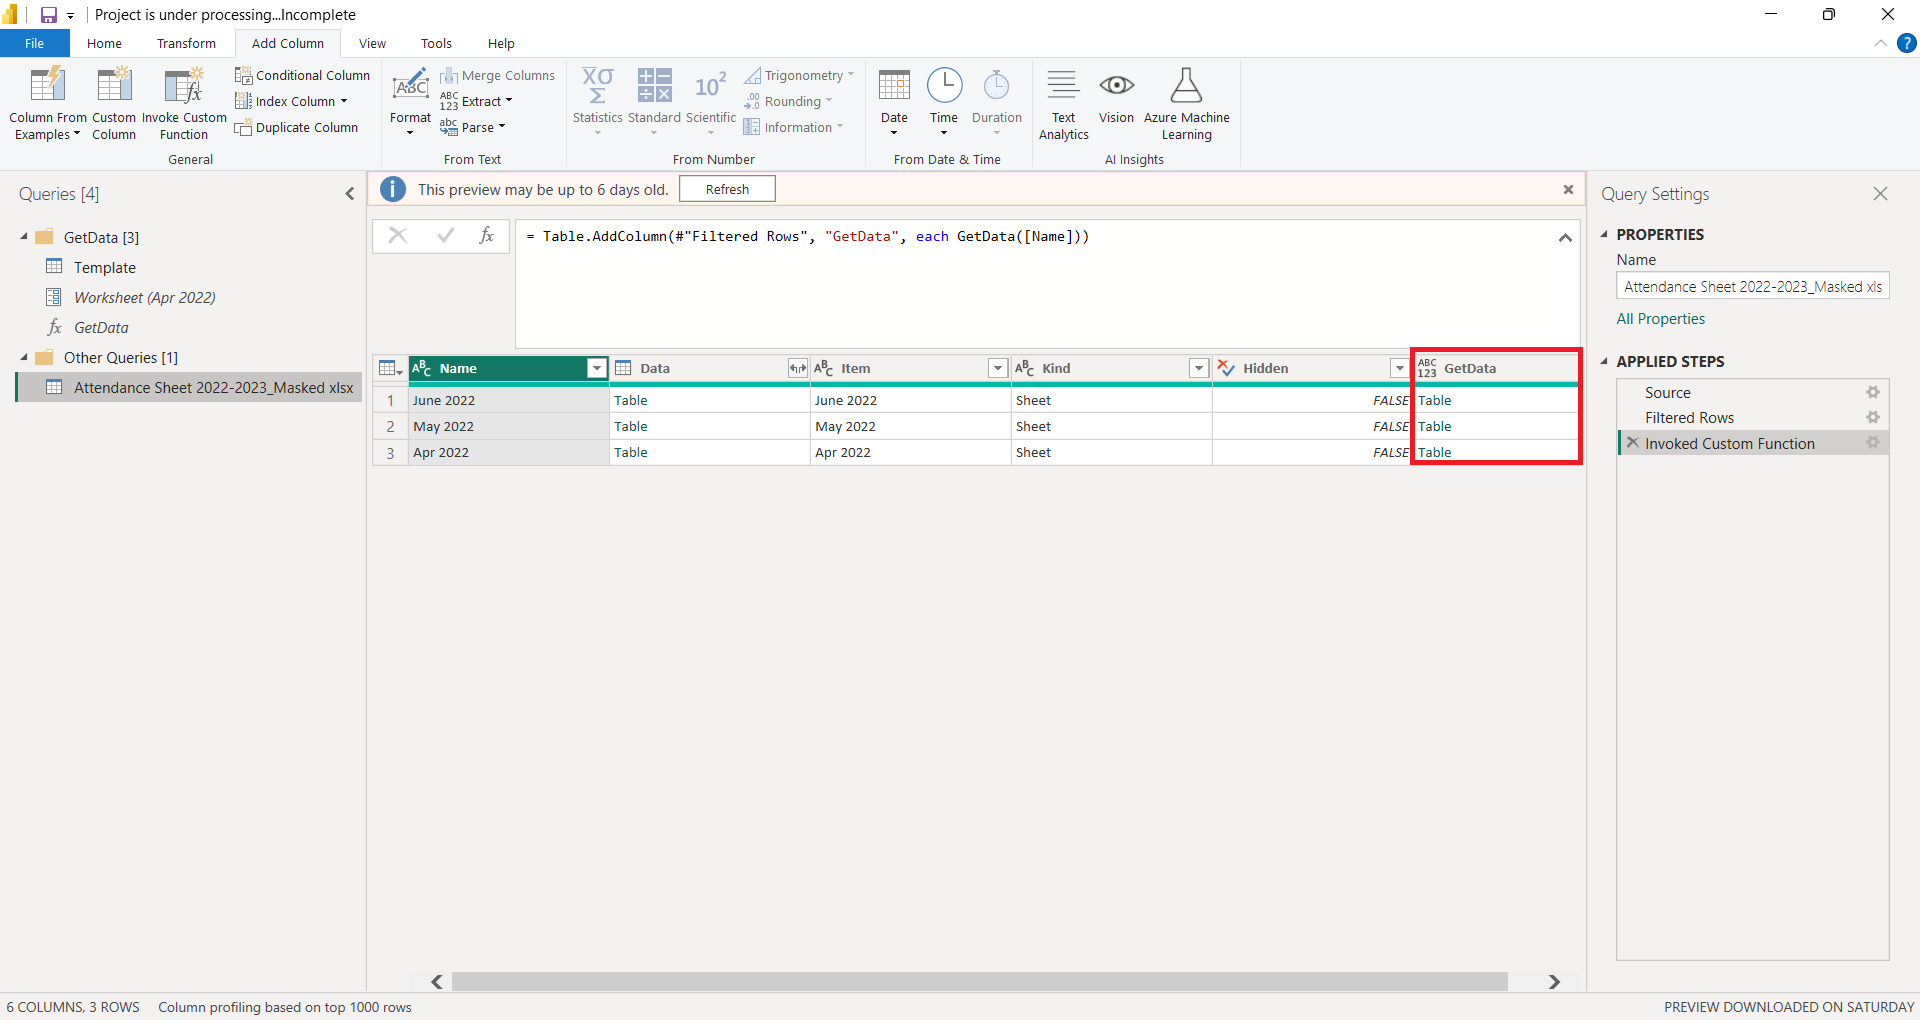 Project is under processing...Incomplete
File Home Transform Add Column View Tools Help
Column From Examples
Custom Column
Invoke Custom Function
Conditional Column
Index Column
Duplicate Column
General
Format
Merge Columns
Extract
Parse
From Text
Statistics
Standard
Scientific
Trigonometry
Rounding
Information
From Number
Date
Time
Duration
From Date & Time
Text Analytics
Vision
Azure Machine Learning
AI Insights
Queries [4]
GetData [3]
Template
Worksheet (Apr 2022)
GetData
Other Queries [1]
Attendance Sheet 2022-2023_Masked xlsx
This preview may be up to 6 days old. Refresh
= Table.AddColumn(#"Filtered Rows", "GetData", each GetData([Name]))
Name Data Item Kind Hidden GetData
1 June 2022 Table June 2022 Sheet FALSE Table
2 May 2022 Table May 2022 Sheet FALSE Table
3 Apr 2022 Table Apr 2022 Sheet FALSE Table
Query Settings
PROPERTIES
Name
Attendance Sheet 2022-2023_Masked xls
All Properties
APPLIED STEPS
Source
Filtered Rows
Invoked Custom Function
6 COLUMNS, 3 ROWS Column profiling based on top 1000 rows
PREVIEW DOWNLOADED ON SATURDAY